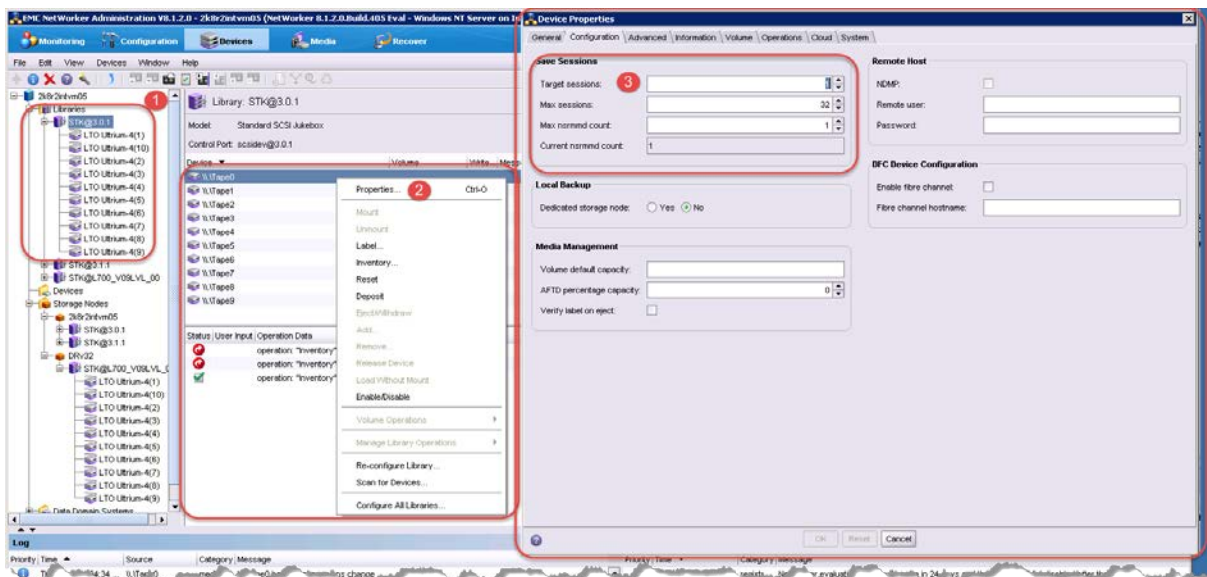 EMC NetWorker Administration V8.1.2.0 - 2k8r2intvm05 (NetWorker 8.1.2.0.Build.405 Eval - Windows NT Server on
Monitoring
Configuration
Devices
Media
Recover
File Edit View Devices Window Help
2k8r2intvm05
1
Libraries
STK@3.0.1
LTO Ultrium-4(1)
LTO Ultrium-4(10)
LTO Ultrium-4(2)
LTO Ultrium-4(3)
LTO Ultrium-4(4)
LTO Ultrium-4(5)
LTO Ultrium-4(6)
LTO Ultrium-4(7)
LTO Ultrium-4(8)
LTO Ultrium-4(9)
STK@3.1.1
STK@L700_V09LVL_00
Devices
Storage Nodes
2k8r2intvm05
STK@3.0.1
STK@3.1.1
DRv32
LTO Ultrium-4(1)
LTO Ultrium-4(10)
LTO Ultrium-4(2)
LTO Ultrium-4(3)
LTO Ultrium-4(4)
LTO Ultrium-4(5)
LTO Ultrium-4(6)
LTO Ultrium-4(7)
LTO Ultrium-4(8)
LTO Ultrium-4(9)
Data Domain Systems
Library: STK@3.0.1
Model: Standard SCSI Jukebox
Control Port: scsidev@3.0.1
Device Volume Write...
\\.\Tape0
\\.\Tape1
\\.\Tape2
\\.\Tape3
\\.\Tape4
\\.\Tape5
\\.\Tape6
\\.\Tape7
\\.\Tape8
\\.\Tape9
Status User Input Operation Data
operation: "Inventory"
operation: "Inventory"
operation: "Inventory"
Properties... 2 Ctrl-O
Mount
Unmount
Label...
Inventory...
Reset
Deposit
Eject/Withdraw
Add...
Remove...
Release Device
Load Without Mount
Enable/Disable
Volume Operations
Manage Library Operations
Re-configure Library...
Scan for Devices...
Configure All Libraries...
Device Properties
General Configuration Advanced Information Volume Operations Cloud System
Save Sessions
Target sessions: 3 1
Max sessions: 32
Max nsrmmd count: 1
Current nsrmmd count: 1
Local Backup
Dedicated storage node: Yes No
Media Management
Volume default capacity:
AFTD percentage capacity: 0
Verify label on eject:
Remote Host
NDMP:
Remote user:
Password:
DFC Device Configuration
Enable fibre channel:
Fibre channel hostname:
OK Reset Cancel
Log
Priority Time Source Category Message
Priority Time Category Message